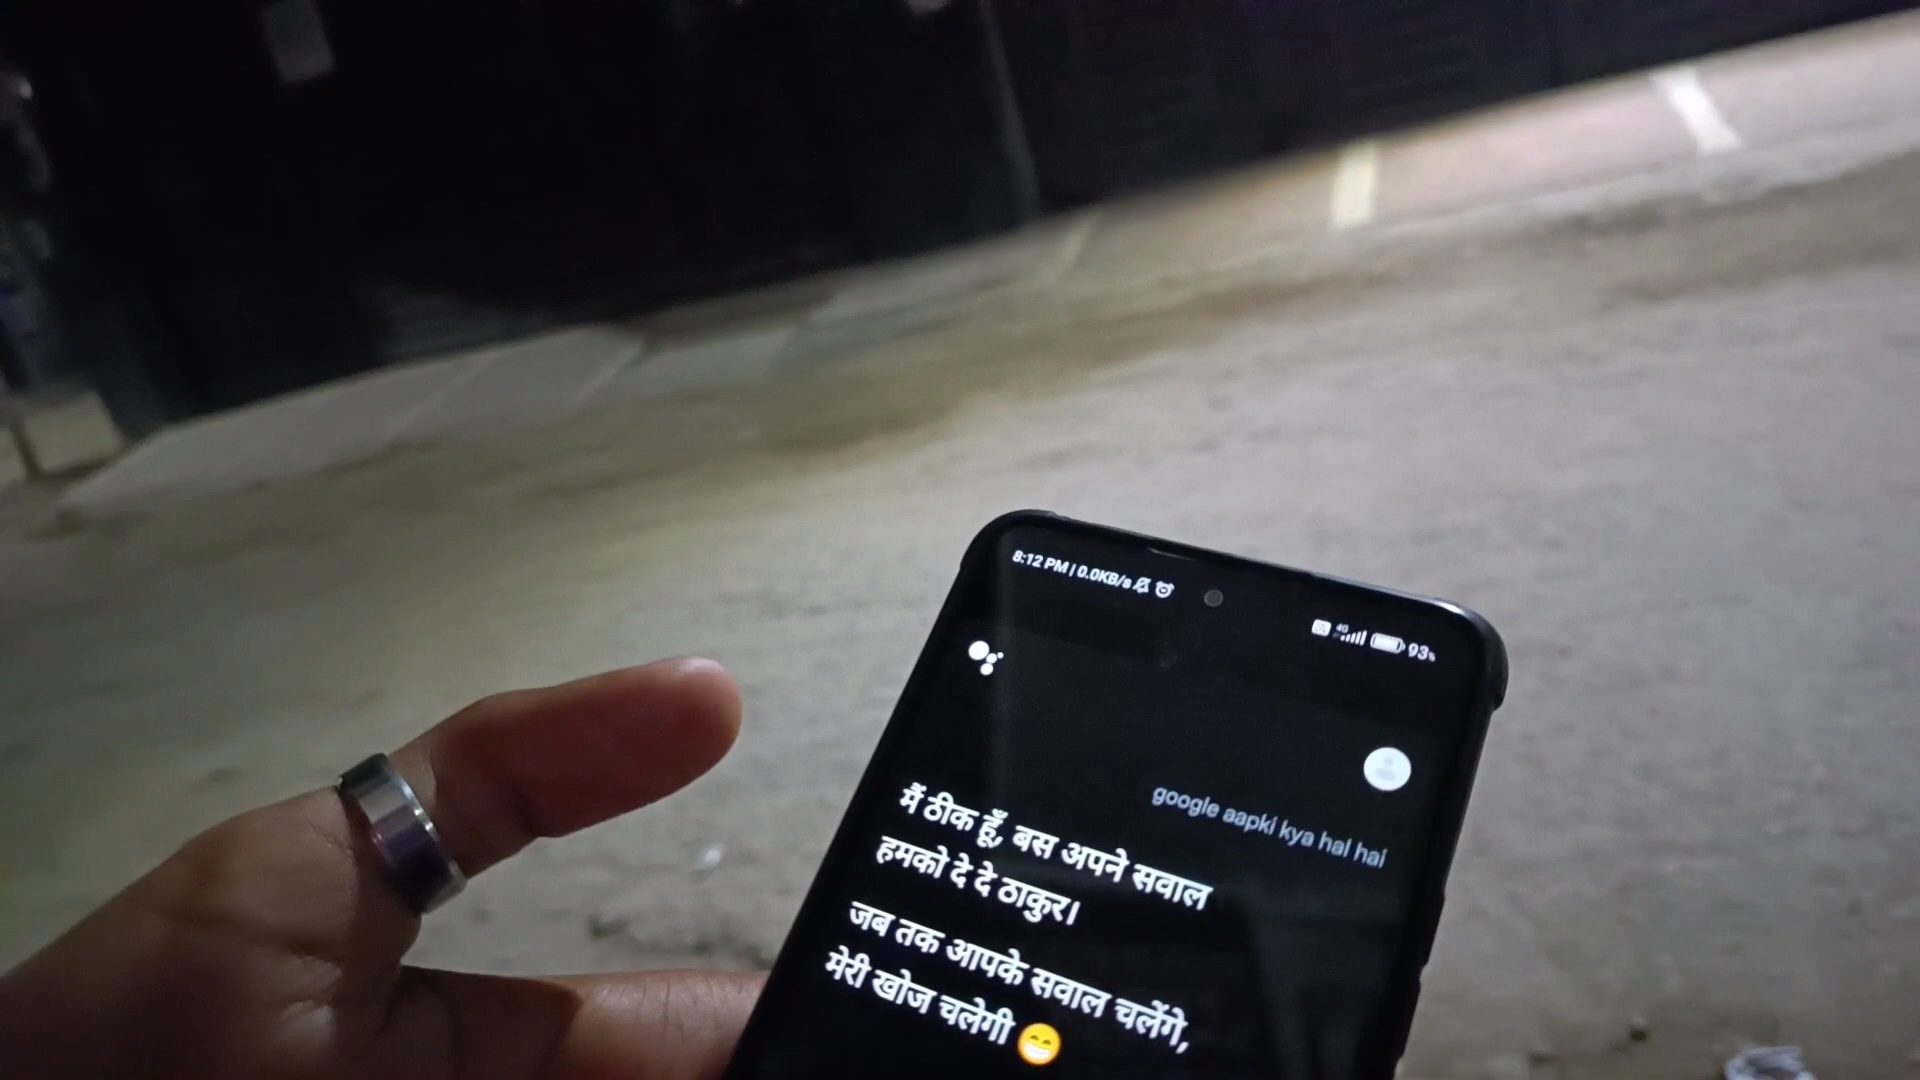 8:12 PM | 0.0KB/s
4G 93%
google aapki kya hal hai
मैं ठीक हूँ, बस अपने सवाल
हमको दे दे ठाकुर।
जब तक आपके सवाल चलेंगे,
मेरी खोज चलेगी 😁